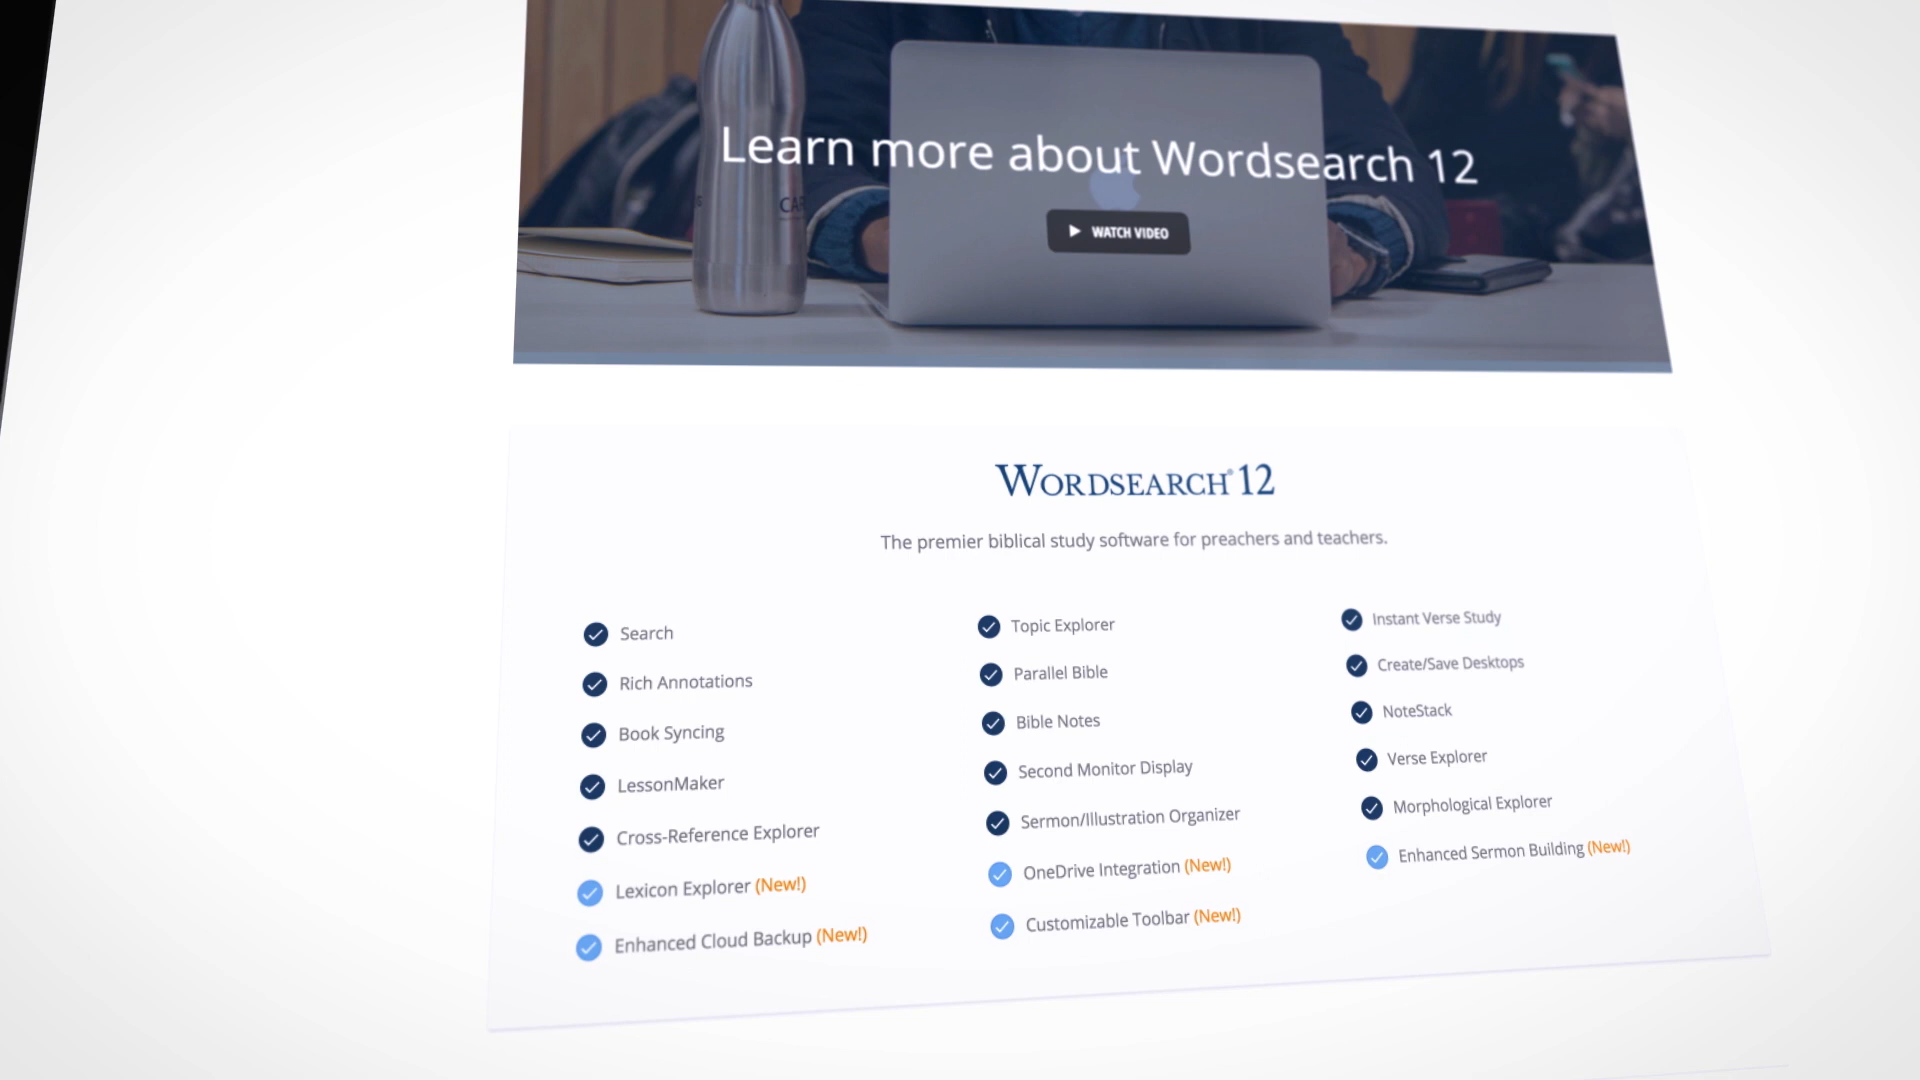 CAR
Learn more about Wordsearch 12
WATCH VIDEO
WORDSEARCH® 12
The premier biblical study software for preachers and teachers.
Search
Rich Annotations
Book Syncing
LessonMaker
Cross-Reference Explorer
Lexicon Explorer (New!)
Enhanced Cloud Backup (New!)
Topic Explorer
Parallel Bible
Bible Notes
Second Monitor Display
Sermon/Illustration Organizer
OneDrive Integration (New!)
Customizable Toolbar (New!)
Instant Verse Study
Create/Save Desktops
NoteStack
Verse Explorer
Morphological Explorer
Enhanced Sermon Building (New!)